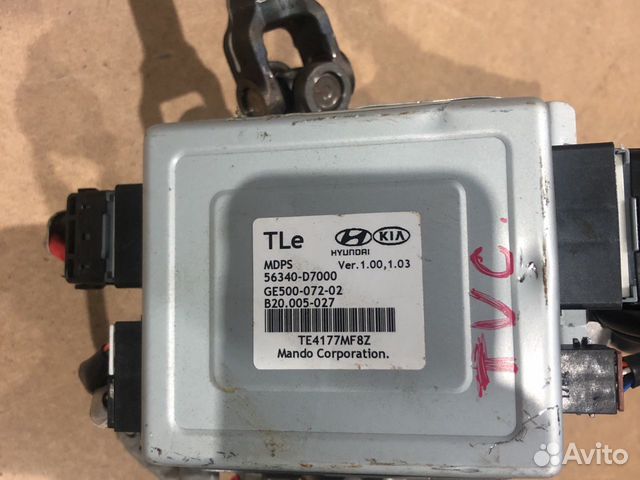 TLe
HYUNDAI
KIA
MDPS Ver.1.00,1.03
56340-D7000
GE500-072-02
B20.005-027
TE4177MF8Z
Mando Corporation.
TVC.
Avito